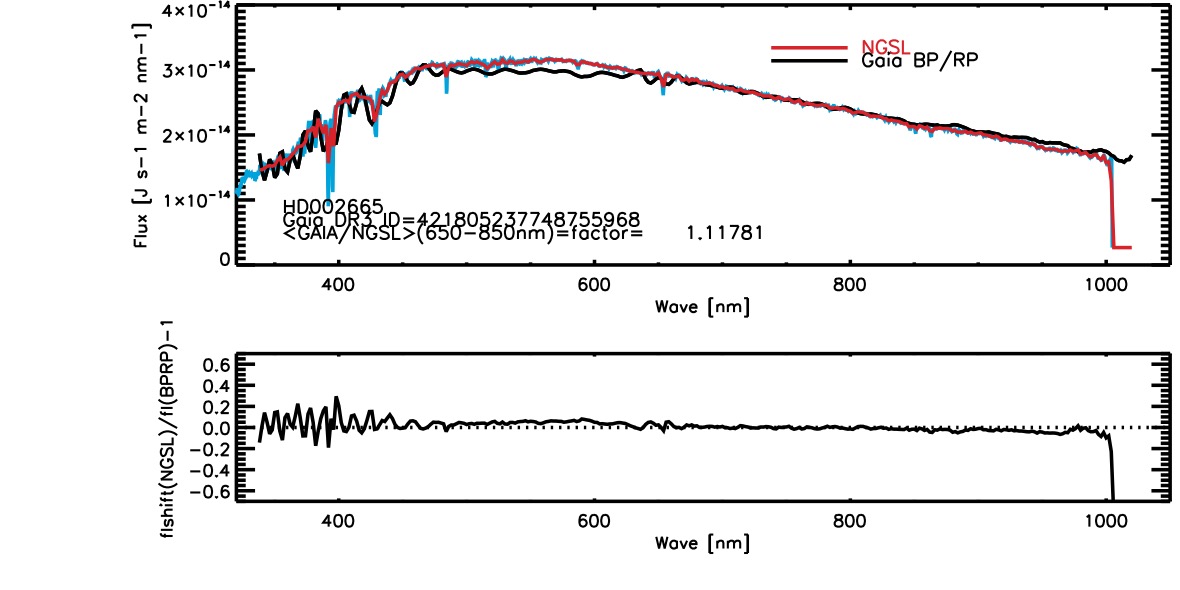 4×10−14
3×10−14
2×10−14
1×10−14
0
Flux [J s−1 m−2 nm−1]
NGSL
Gaia BP/RP
HD002665
Gaia DR3 ID=421805237748755968
<GAIA/NGSL>(650−850nm)=factor= 1.11781
400 600 800 1000
Wave [nm]
0.6
0.4
0.2
0.0
−0.2
−0.4
−0.6
flshift(NGSL)/fl(BPRP)−1
400 600 800 1000
Wave [nm]